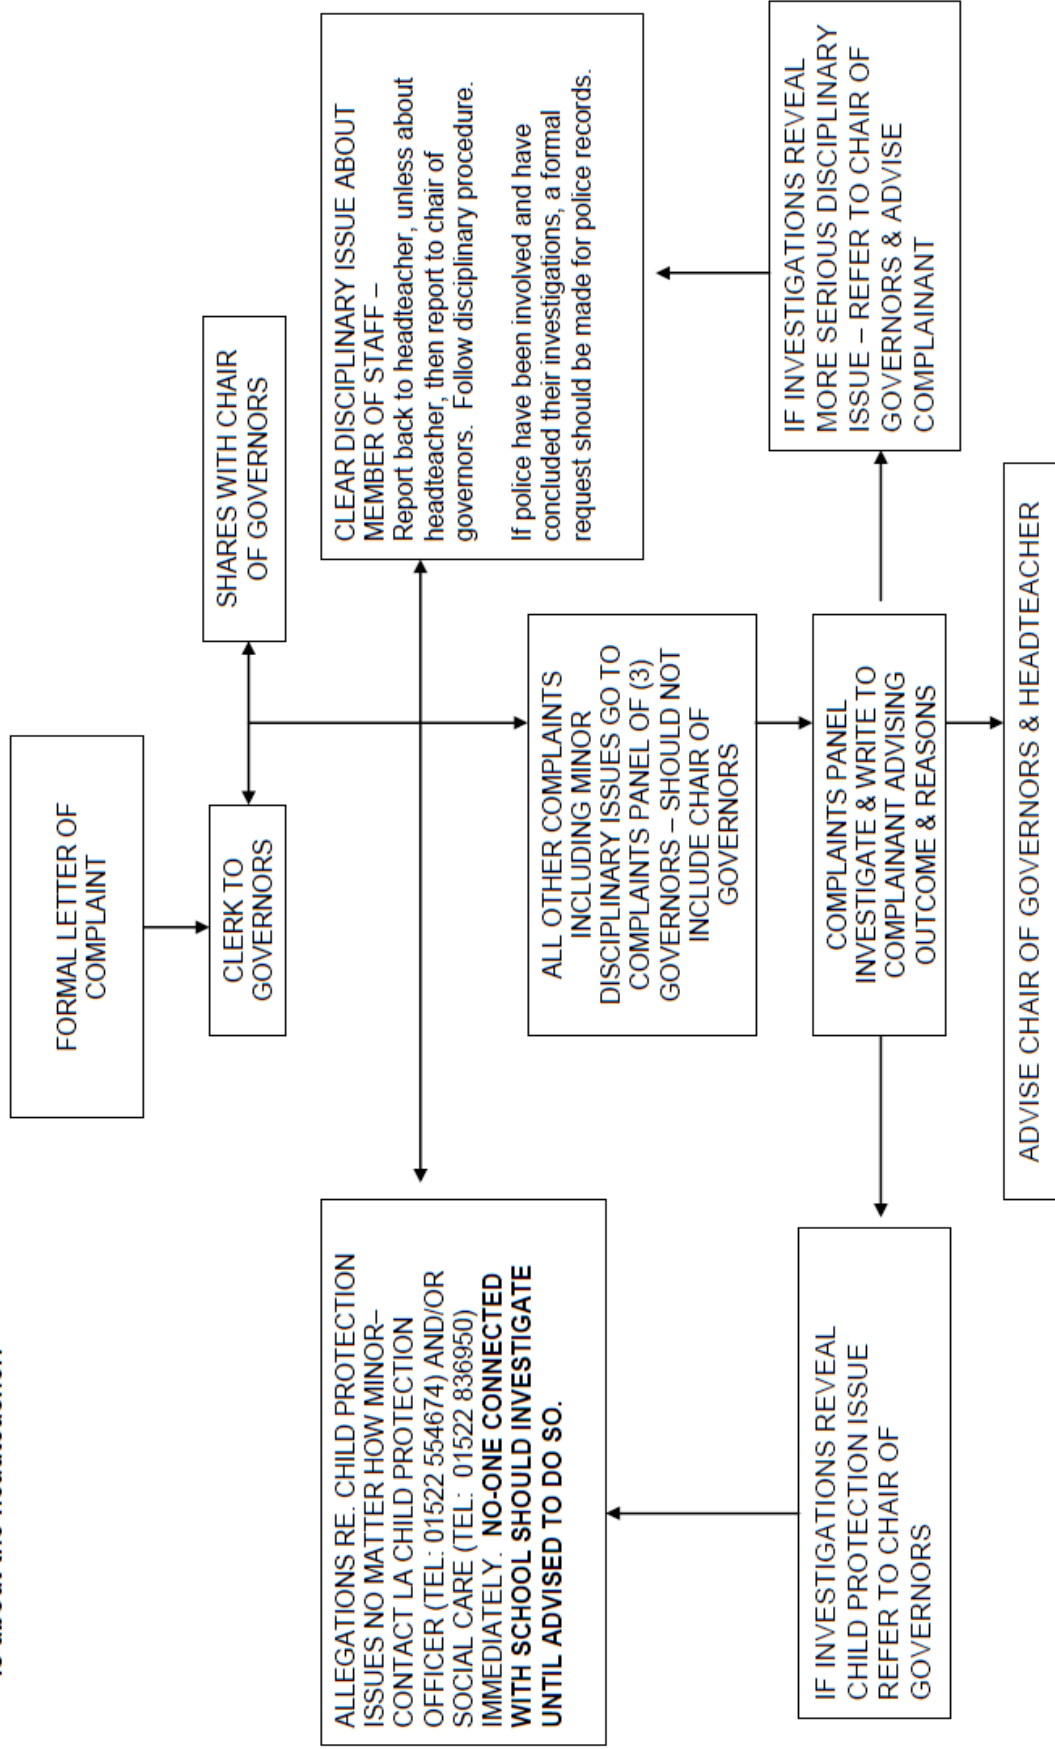 FORMAL LETTER OF
COMPLAINT
CLERK TO
GOVERNORS
SHARES WITH CHAIR
OF GOVERNORS
ALLEGATIONS RE. CHILD PROTECTION
ISSUES NO MATTER HOW MINOR–
CONTACT LA CHILD PROTECTION
OFFICER (TEL: 01522 554674) AND/OR
SOCIAL CARE (TEL: 01522 836950)
IMMEDIATELY. NO-ONE CONNECTED
WITH SCHOOL SHOULD INVESTIGATE
UNTIL ADVISED TO DO SO.
CLEAR DISCIPLINARY ISSUE ABOUT
MEMBER OF STAFF –
Report back to headteacher, unless about
headteacher, then report to chair of
governors. Follow disciplinary procedure.
If police have been involved and have
concluded their investigations, a formal
request should be made for police records.
ALL OTHER COMPLAINTS
INCLUDING MINOR
DISCIPLINARY ISSUES GO TO
COMPLAINTS PANEL OF (3)
GOVERNORS – SHOULD NOT
INCLUDE CHAIR OF
GOVERNORS
IF INVESTIGATIONS REVEAL
CHILD PROTECTION ISSUE
REFER TO CHAIR OF
GOVERNORS
COMPLAINTS PANEL
INVESTIGATE & WRITE TO
COMPLAINANT ADVISING
OUTCOME & REASONS
IF INVESTIGATIONS REVEAL
MORE SERIOUS DISCIPLINARY
ISSUE – REFER TO CHAIR OF
GOVERNORS & ADVISE
COMPLAINANT
ADVISE CHAIR OF GOVERNORS & HEADTEACHER